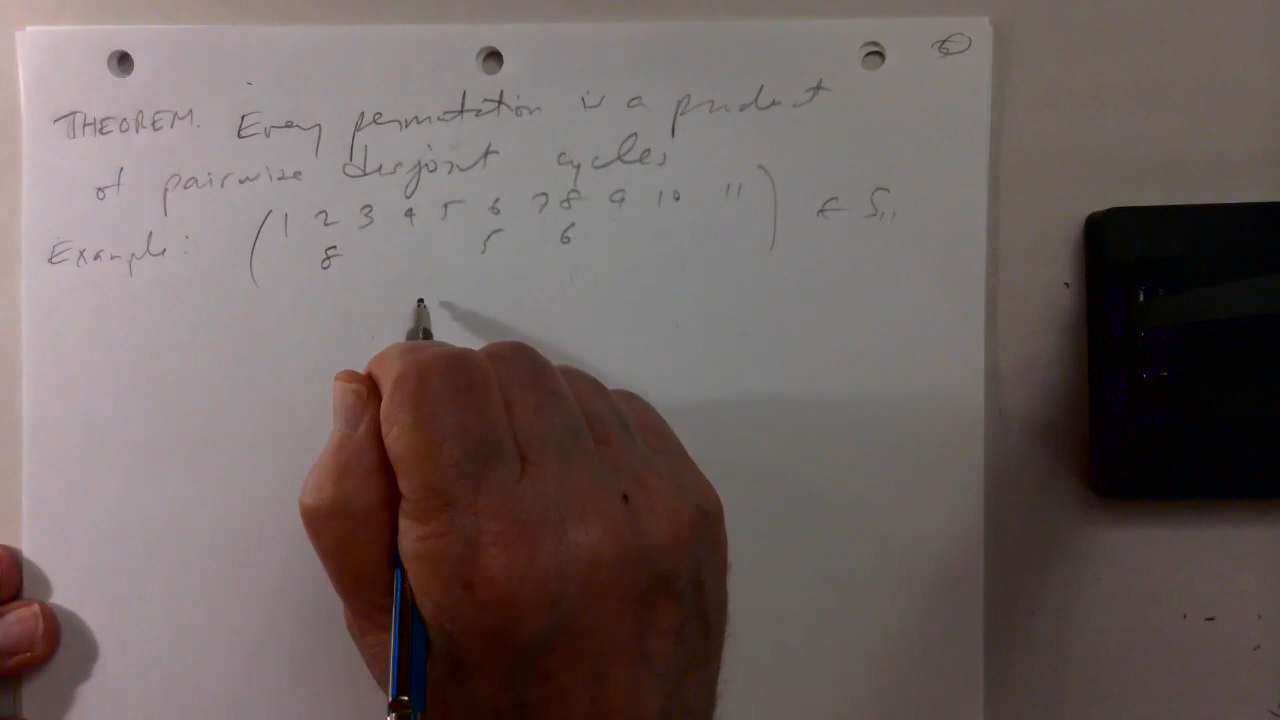 6
THEOREM. Every permutation is a product
of pairwise disjoint cycles
Example: ( 1 2 3 4 5 6 7 8 9 10 11 ) ∈ S11
8 5 6